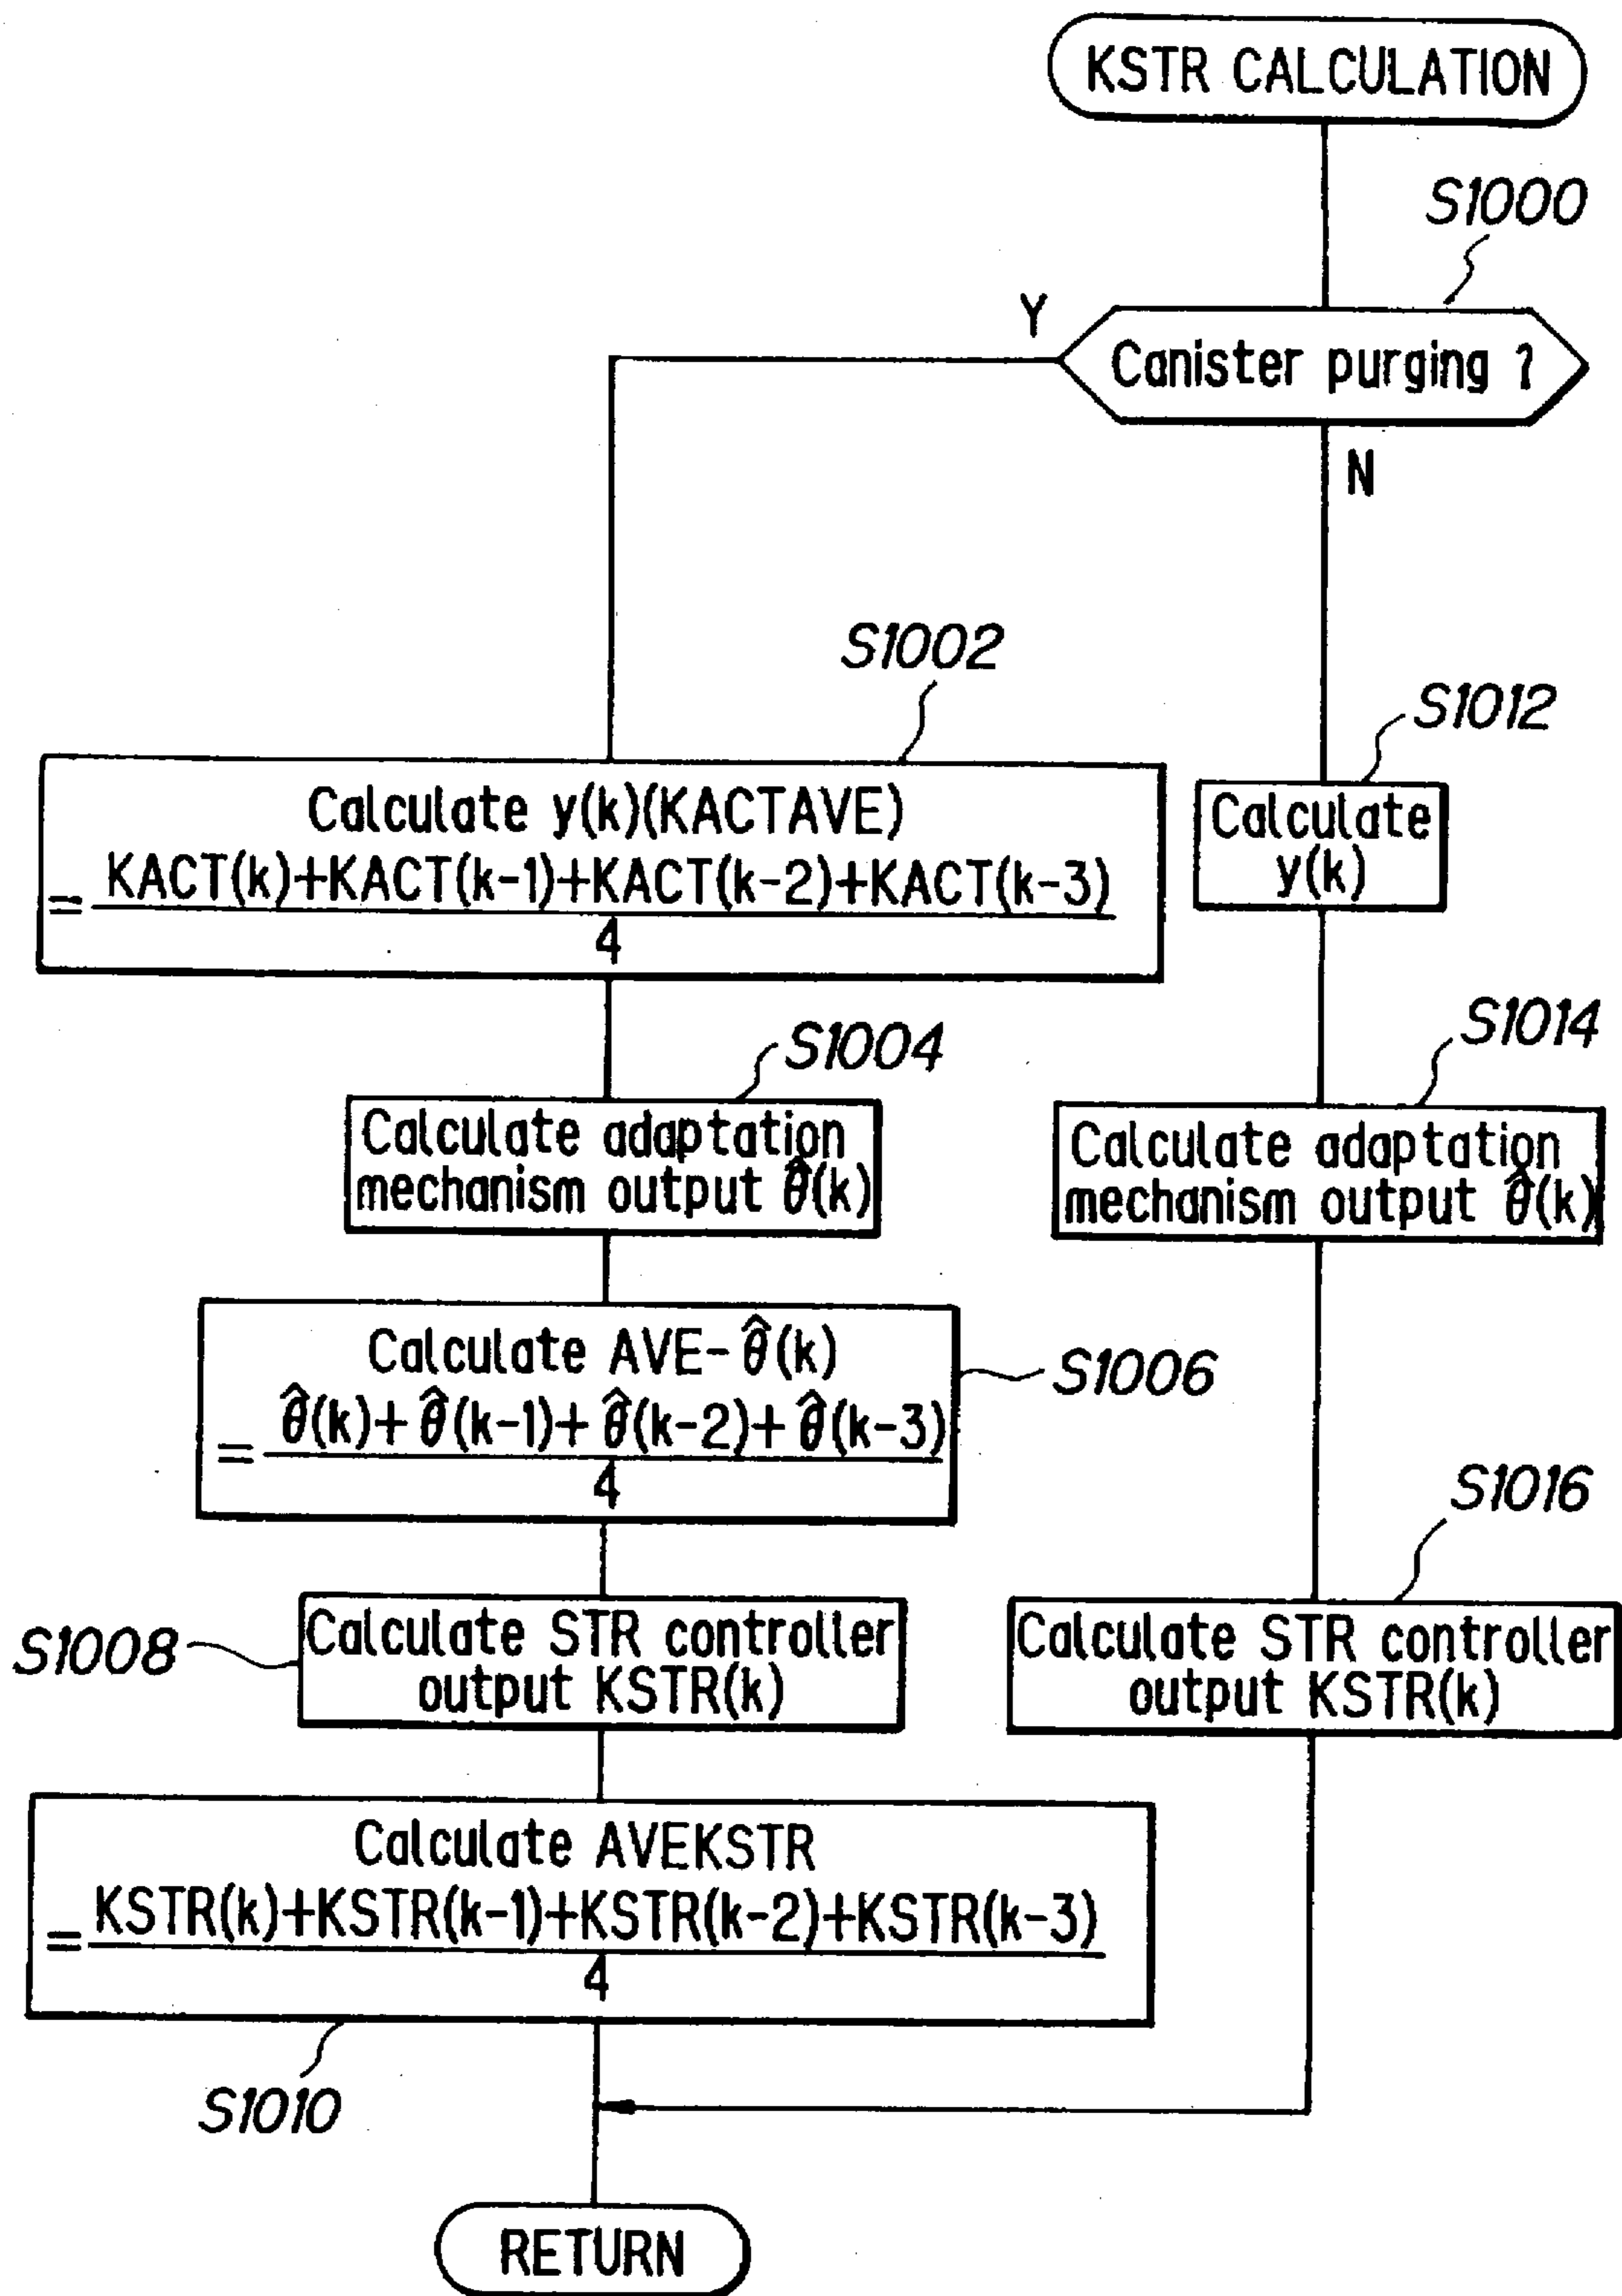 KSTR CALCULATION
S1000
Y
Canister purging ?
N
S1002
Calculate y(k)(KACTAVE)
= KACT(k)+KACT(k-1)+KACT(k-2)+KACT(k-3)
4
S1012
Calculate
y(k)
S1004
Calculate adaptation
mechanism output θ̂(k)
S1014
Calculate adaptation
mechanism output θ̂(k)
Calculate AVE-θ̂(k)
= θ̂(k)+θ̂(k-1)+θ̂(k-2)+θ̂(k-3)
4
S1006
S1008
Calculate STR controller
output KSTR(k)
S1016
Calculate STR controller
output KSTR(k)
Calculate AVEKSTR
= KSTR(k)+KSTR(k-1)+KSTR(k-2)+KSTR(k-3)
4
S1010
RETURN